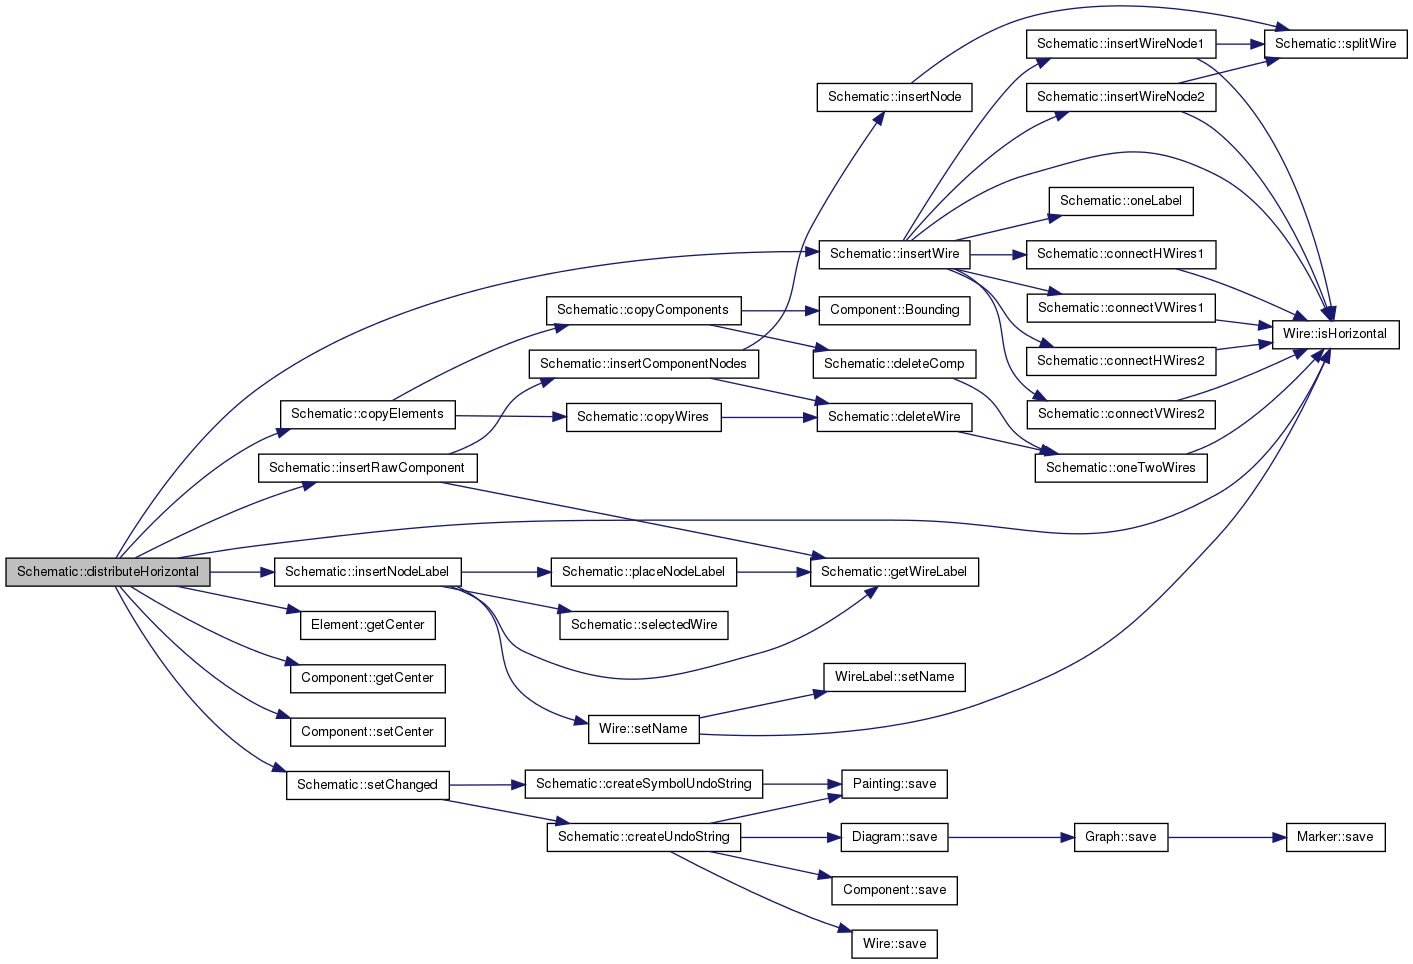 Schematic::distributeHorizontal
Schematic::insertWire
Schematic::copyElements
Schematic::insertRawComponent
Schematic::insertNodeLabel
Element::getCenter
Component::getCenter
Component::setCenter
Schematic::setChanged
Schematic::copyComponents
Schematic::insertComponentNodes
Schematic::copyWires
Schematic::placeNodeLabel
Schematic::selectedWire
Wire::setName
Schematic::createSymbolUndoString
Schematic::createUndoString
Schematic::insertNode
Component::Bounding
Schematic::deleteComp
Schematic::deleteWire
Schematic::getWireLabel
WireLabel::setName
Painting::save
Diagram::save
Component::save
Wire::save
Schematic::insertWireNode1
Schematic::insertWireNode2
Schematic::oneLabel
Schematic::connectHWires1
Schematic::connectVWires1
Schematic::connectHWires2
Schematic::connectVWires2
Schematic::oneTwoWires
Graph::save
Schematic::splitWire
Wire::isHorizontal
Marker::save